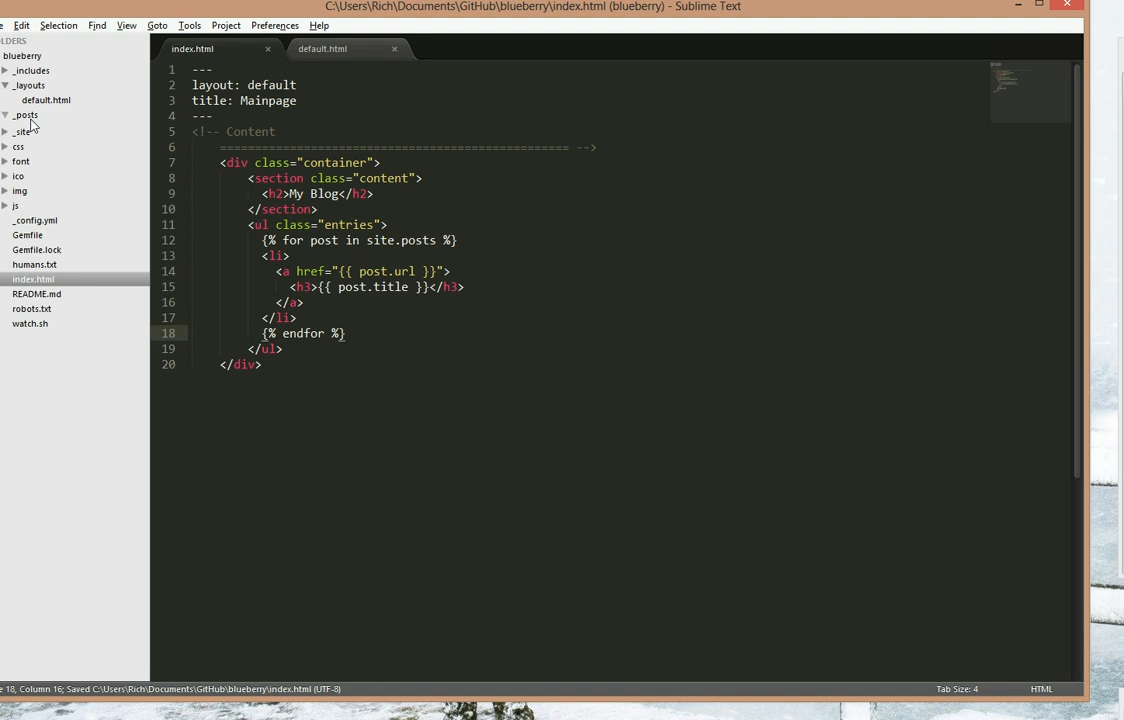 C:\Users\Rich\Documents\GitHub\blueberry\index.html (blueberry) - Sublime Text
Edit Selection Find View Goto Tools Project Preferences Help
blueberry
_includes
_layouts
default.html
_posts
_site
css
font
ico
img
js
_config.yml
Gemfile
Gemfile.lock
humans.txt
index.html
README.md
robots.txt
watch.sh
index.html × default.html ×
1 ---
2 layout: default
3 title: Mainpage
4 ---
5 <!-- Content
6 ================================================== -->
7 <div class="container">
8 <section class="content">
9 <h2>My Blog</h2>
10 </section>
11 <ul class="entries">
12 {% for post in site.posts %}
13 <li>
14 <a href="{{ post.url }}">
15 <h3>{{ post.title }}</h3>
16 </a>
17 </li>
18 {% endfor %}
19 </ul>
20 </div>
18, Column 16; Saved C:\Users\Rich\Documents\GitHub\blueberry\index.html (UTF-8) Tab Size: 4 HTML